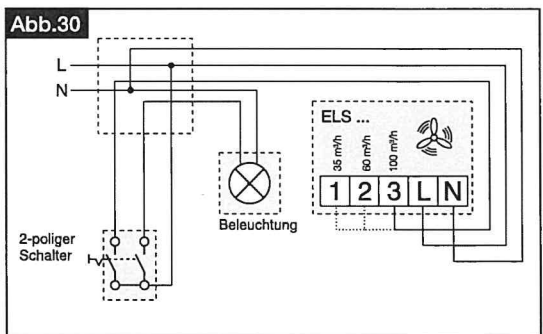 Abb.30
L
N
ELS ...
35 m³/h
60 m³/h
100 m³/h
1 2 3 L N
Beleuchtung
2-poliger
Schalter